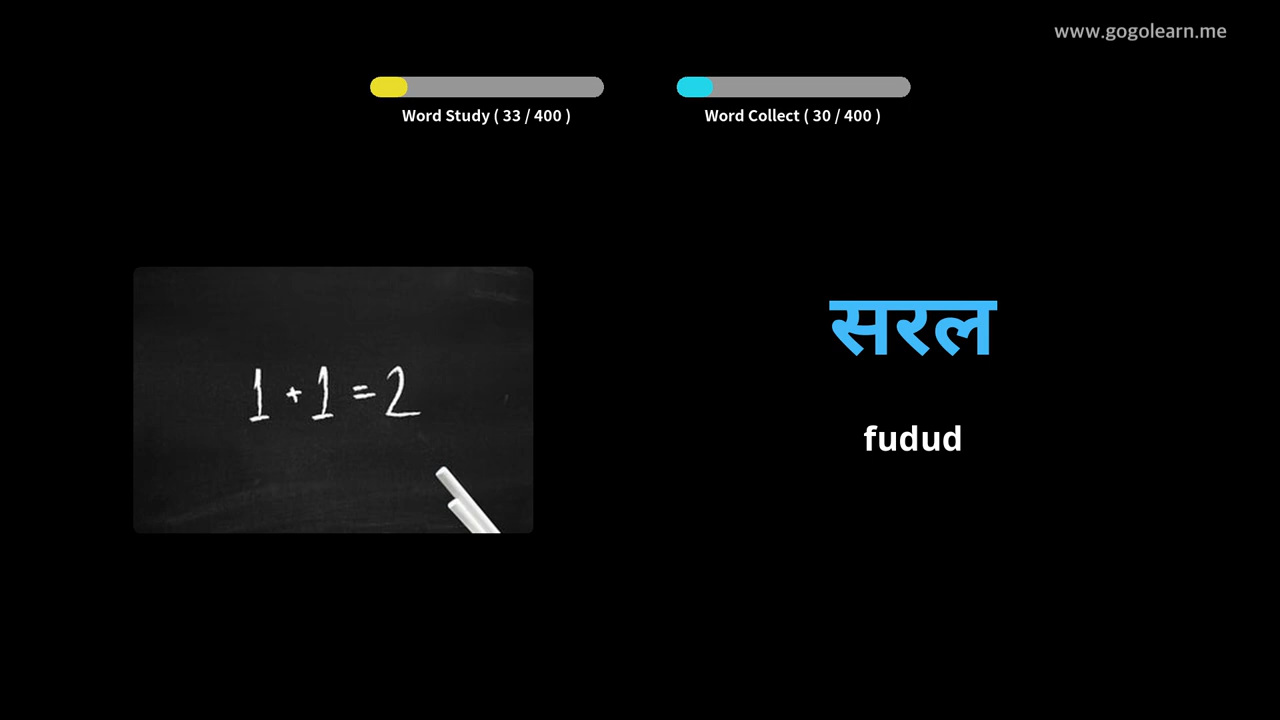 www.gogolearn.me
Word Study ( 33 / 400 )
Word Collect ( 30 / 400 )
1 + 1 = 2
सरल
fudud